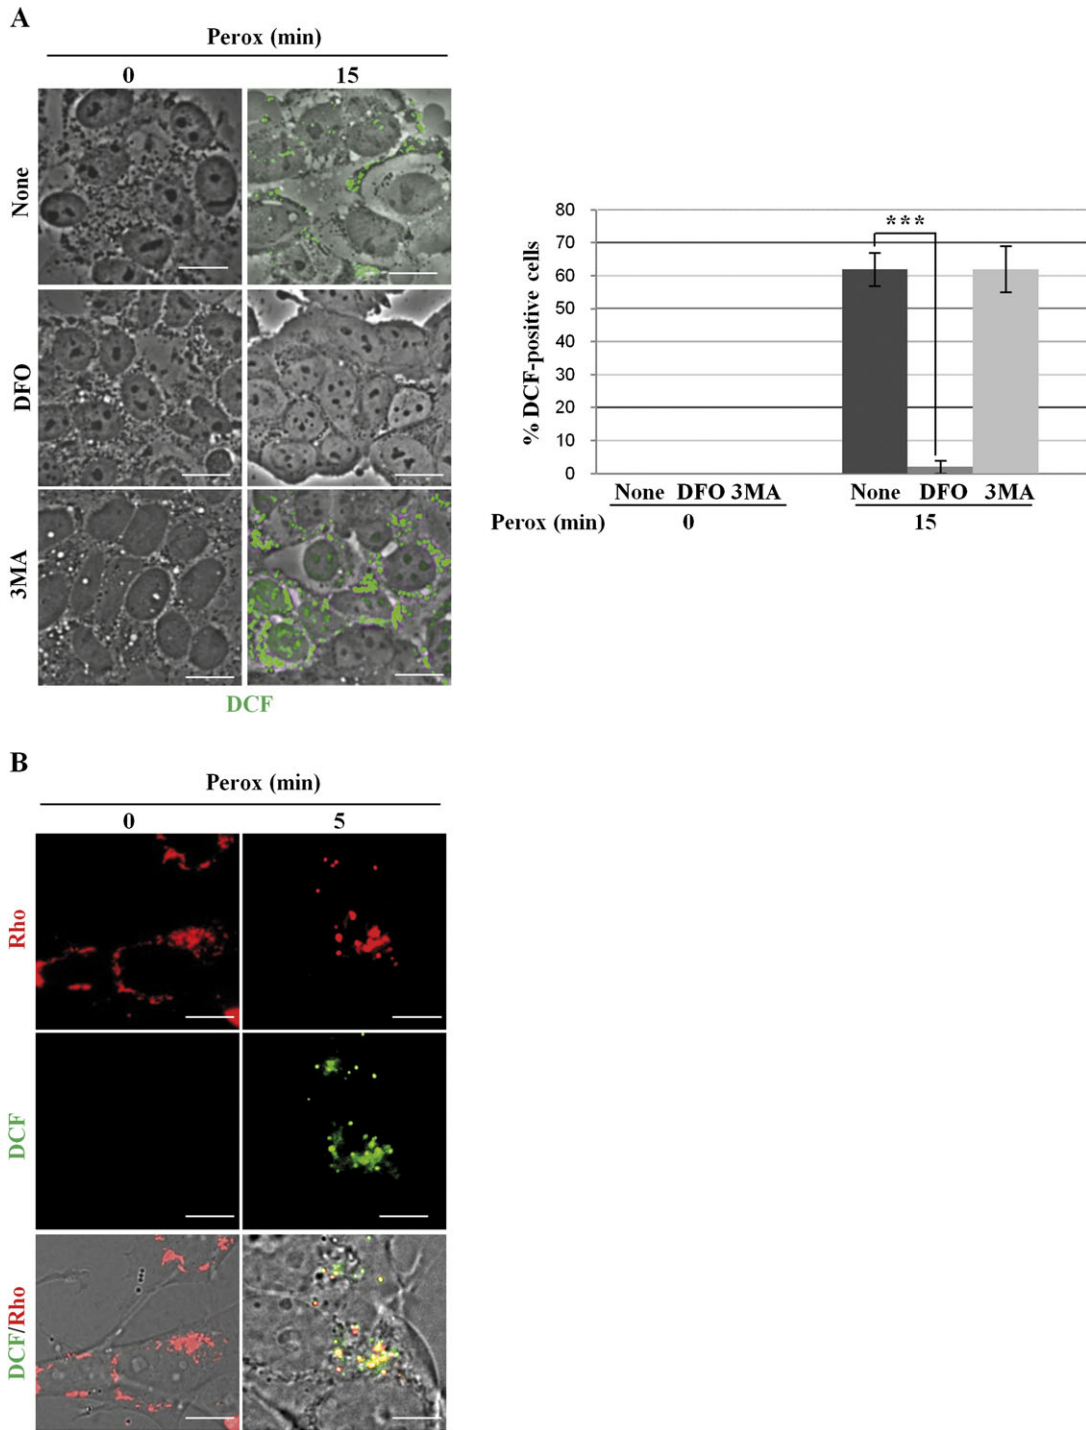 A
Perox (min)
0 15
None
DFO
3MA
DCF
% DCF-positive cells
80
70
60
50
40
30
20
10
0
***
None DFO 3MA None DFO 3MA
Perox (min) 0 15
B
Perox (min)
0 5
Rho
DCF
DCF/Rho